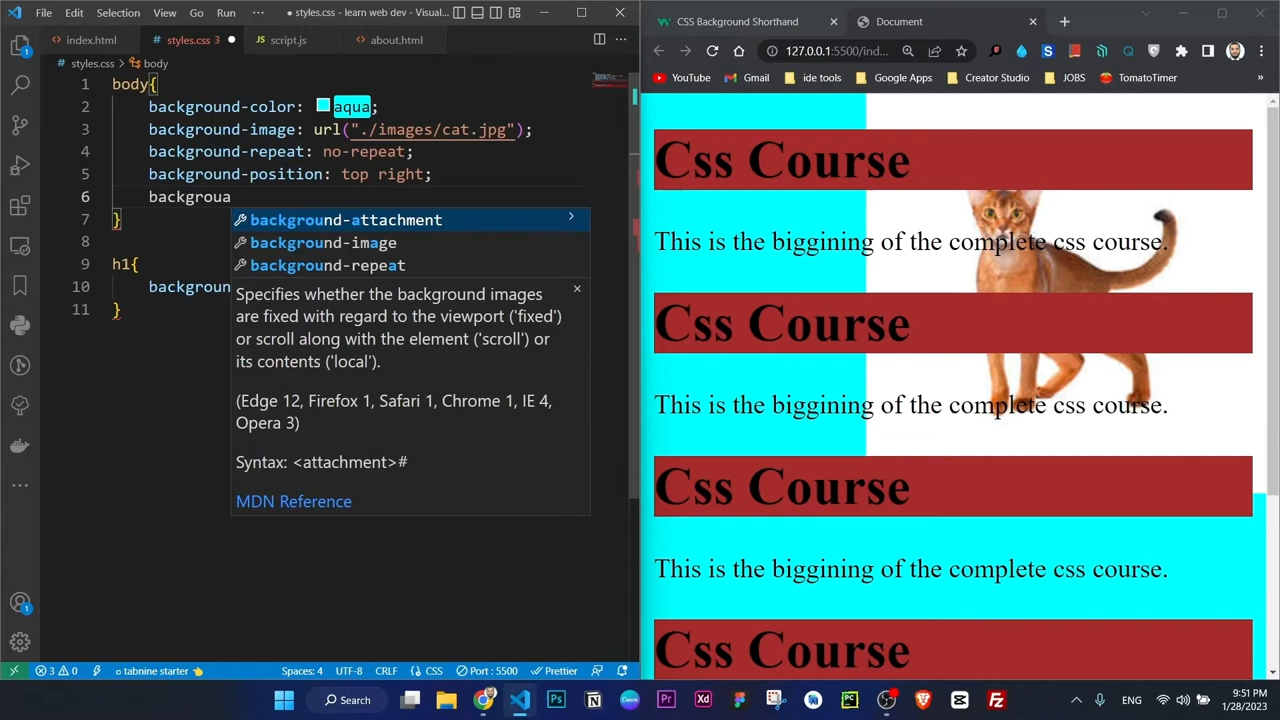 File Edit Selection View Go Run ··· ● styles.css - learn web dev - Visual...
index.html styles.css 3 ● script.js about.html
styles.css > body
1 body{
2 background-color: aqua;
3 background-image: url("./images/cat.jpg");
4 background-repeat: no-repeat;
5 background-position: top right;
6 backgroua
7 }
8
9 h1{
10 backgroun
11 }
background-attachment
background-image
background-repeat
Specifies whether the background images
are fixed with regard to the viewport ('fixed')
or scroll along with the element ('scroll') or
its contents ('local').
(Edge 12, Firefox 1, Safari 1, Chrome 1, IE 4,
Opera 3)
Syntax: <attachment>#
MDN Reference
1
1
3 0 tabnine starter Spaces: 4 UTF-8 CRLF {} CSS Port : 5500 Prettier
CSS Background Shorthand Document
127.0.0.1:5500/ind...
YouTube Gmail ide tools Google Apps Creator Studio JOBS TomatoTimer »
Css Course
This is the biggining of the complete css course.
Css Course
This is the biggining of the complete css course.
Css Course
This is the biggining of the complete css course.
Css Course
Search Ps Canva Pr Xd PC FZ ENG 9:51 PM
1/28/2023